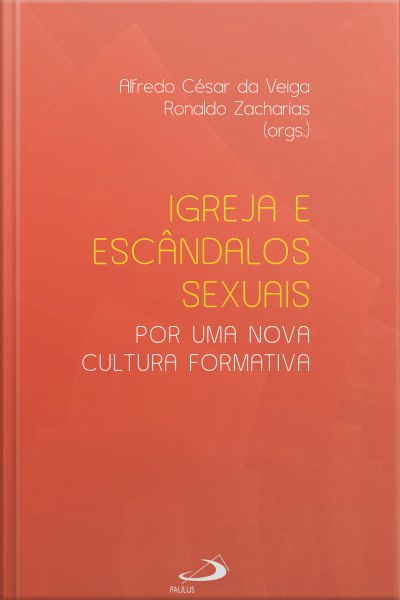 Alfredo César da Veiga
Ronaldo Zacharias
(orgs.)
IGREJA E
ESCÂNDALOS
SEXUAIS
POR UMA NOVA
CULTURA FORMATIVA
PAULUS